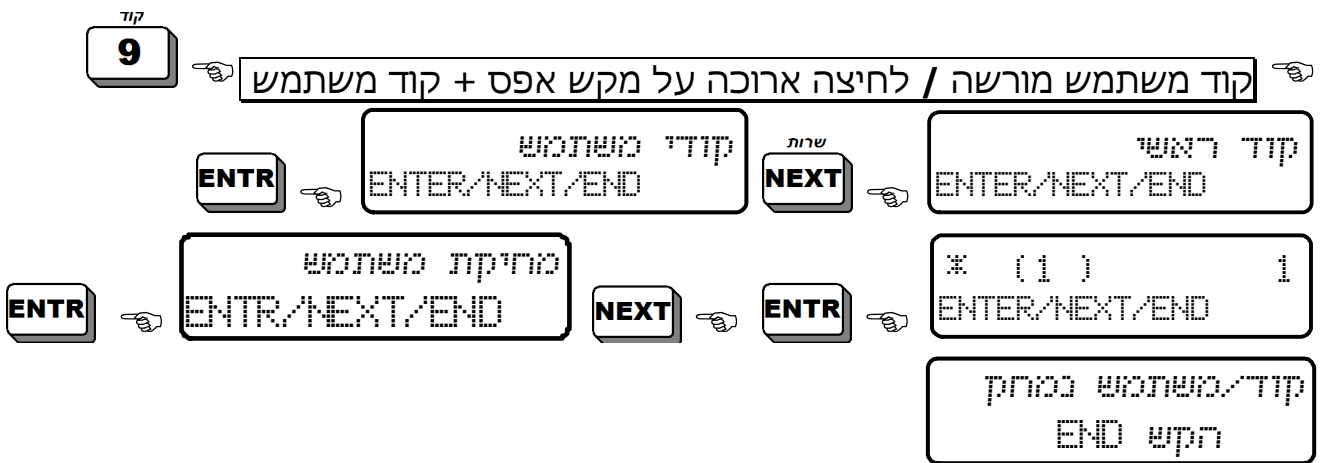 קוד
9
קוד משתמש מורשה / לחיצה ארוכה על מקש אפס + קוד משתמש
קוד ראשי
ENTER/NEXT/END
שרות
NEXT
קודי משתמש
ENTER/NEXT/END
ENTR
* (1 ) 1
ENTER/NEXT/END
ENTR
NEXT
מחיקת משתמש
ENTR/NEXT/END
ENTR
קוד/משתמש נמחק
הקש END